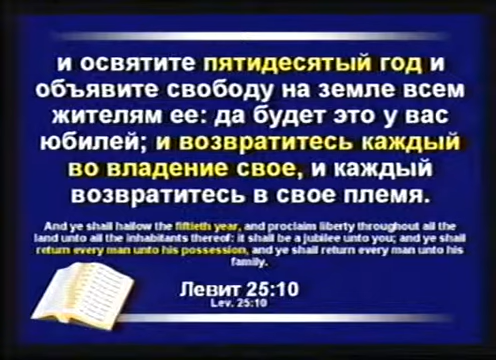 и освятите пятидесятый год и
объявите свободу на земле всем
жителям ее: да будет это у вас
юбилей; и возвратитесь каждый
во владение свое, и каждый
возвратитесь в свое племя.
And ye shall hallow the fiftieth year, and proclaim liberty throughout all the
land unto all the inhabitants thereof: it shall be a jubilee unto you; and ye shall
return every man unto his possession, and ye shall return every man unto his
family.
Левит 25:10
Lev. 25:10